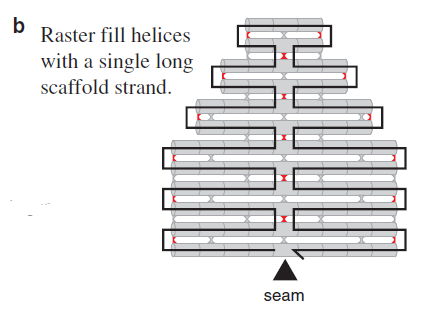 b
Raster fill helices
with a single long
scaffold strand.
seam